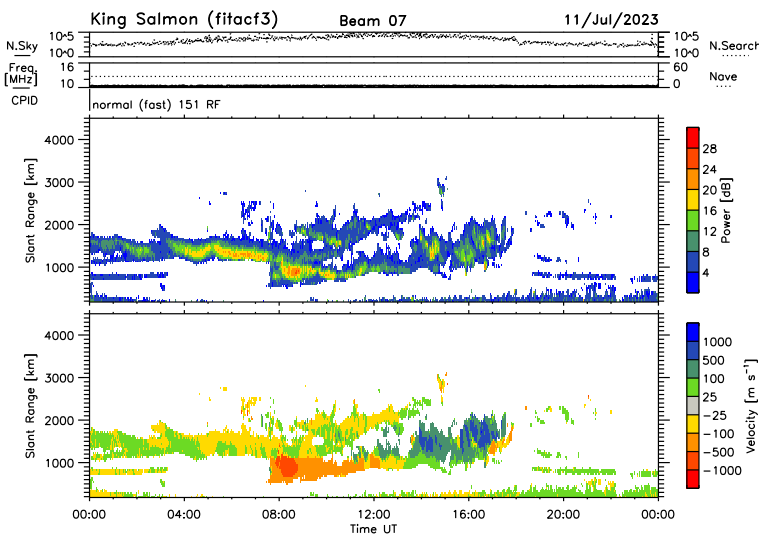 King Salmon (fitacf3) Beam 07 11/Jul/2023
N.Sky 10^5 10^0 10^5 10^0 N.Search
Freq. [MHz] 16 10 60 0 Nave
CPID normal (fast) 151 RF
Slant Range [km] 4000 3000 2000 1000
28 24 20 16 12 8 4 Power [dB]
Slant Range [km] 4000 3000 2000 1000
1000 500 100 25 -25 -100 -500 -1000 Velocity [m s⁻¹]
00:00 04:00 08:00 12:00 16:00 20:00 00:00
Time UT